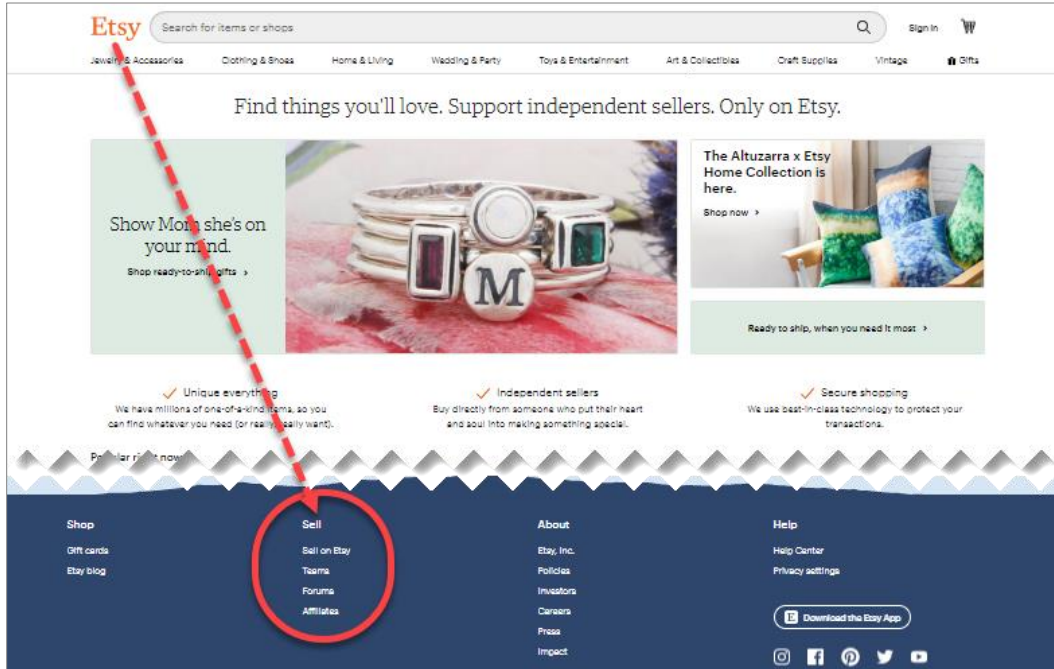 Etsy
Search for items or shops
Sign in
Jewelry & Accessories
Clothing & Shoes
Home & Living
Wedding & Party
Toys & Entertainment
Art & Collectibles
Craft Supplies
Vintage
Gifts
Find things you'll love. Support independent sellers. Only on Etsy.
Show Mom she's on
your mind.
Shop ready-to-ship gifts >
M
The Altuzarra x Etsy
Home Collection is
here.
Shop now >
Ready to ship, when you need it most >
Unique everything
We have millions of one-of-a-kind items, so you
can find whatever you need (or really, really want).
Independent sellers
Buy directly from someone who put their heart
and soul into making something special.
Secure shopping
We use best-in-class technology to protect your
transactions.
Popular right now
Shop
Gift cards
Etsy blog
Sell
Sell on Etsy
Teams
Forums
Affiliates
About
Etsy, Inc.
Policies
Investors
Careers
Press
Impact
Help
Help Center
Privacy settings
E Download the Etsy App